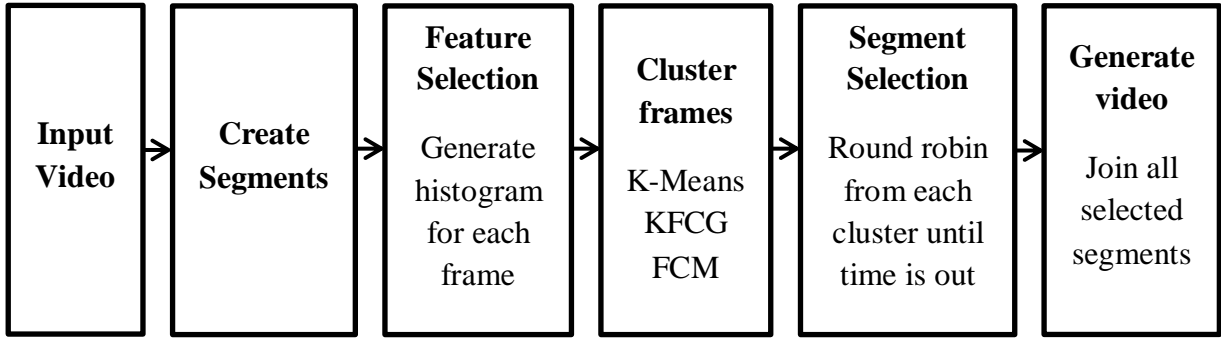 Input
Video
Create
Segments
Feature
Selection
Generate
histogram
for each
frame
Cluster
frames
K-Means
KFCG
FCM
Segment
Selection
Round robin
from each
cluster until
time is out
Generate
video
Join all
selected
segments